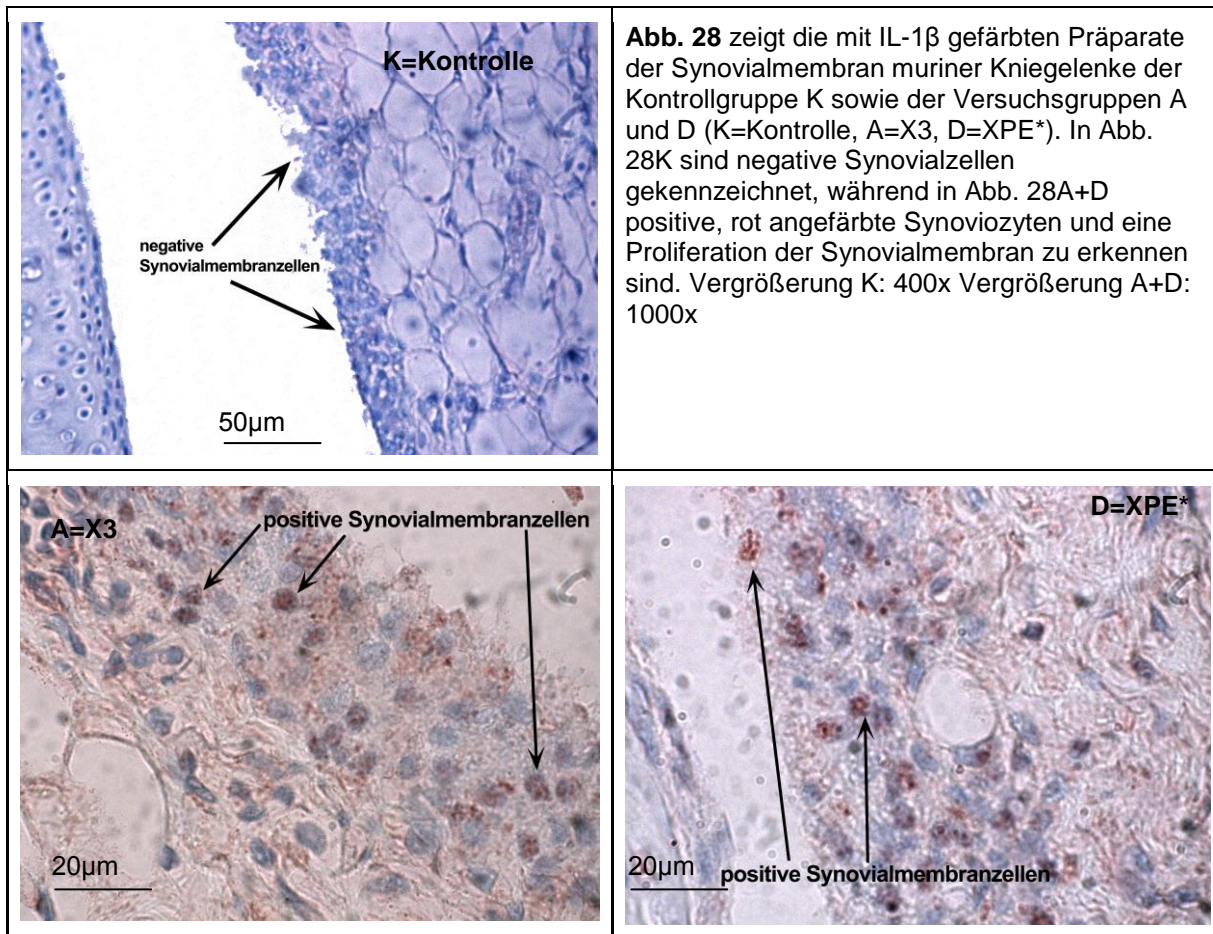 K=Kontrolle
negative
Synovialmembranzellen
50µm
Abb. 28 zeigt die mit IL-1β gefärbten Präparate
der Synovialmembran muriner Kniegelenke der
Kontrollgruppe K sowie der Versuchsgruppen A
und D (K=Kontrolle, A=X3, D=XPE*). In Abb.
28K sind negative Synovialzellen
gekennzeichnet, während in Abb. 28A+D
positive, rot angefärbte Synoviozyten und eine
Proliferation der Synovialmembran zu erkennen
sind. Vergrößerung K: 400x Vergrößerung A+D:
1000x
A=X3
positive Synovialmembranzellen
20µm
D=XPE*
20µm
positive Synovialmembranzellen